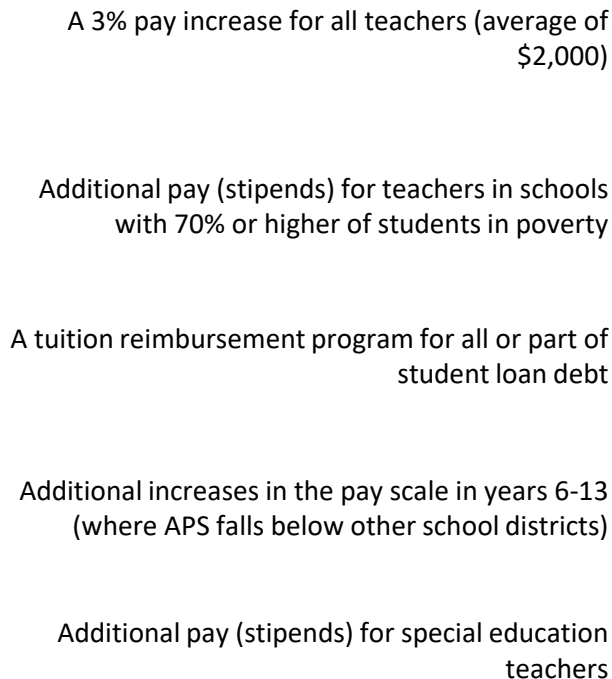 A 3% pay increase for all teachers (average of
$2,000)
Additional pay (stipends) for teachers in schools
with 70% or higher of students in poverty
A tuition reimbursement program for all or part of
student loan debt
Additional increases in the pay scale in years 6-13
(where APS falls below other school districts)
Additional pay (stipends) for special education
teachers